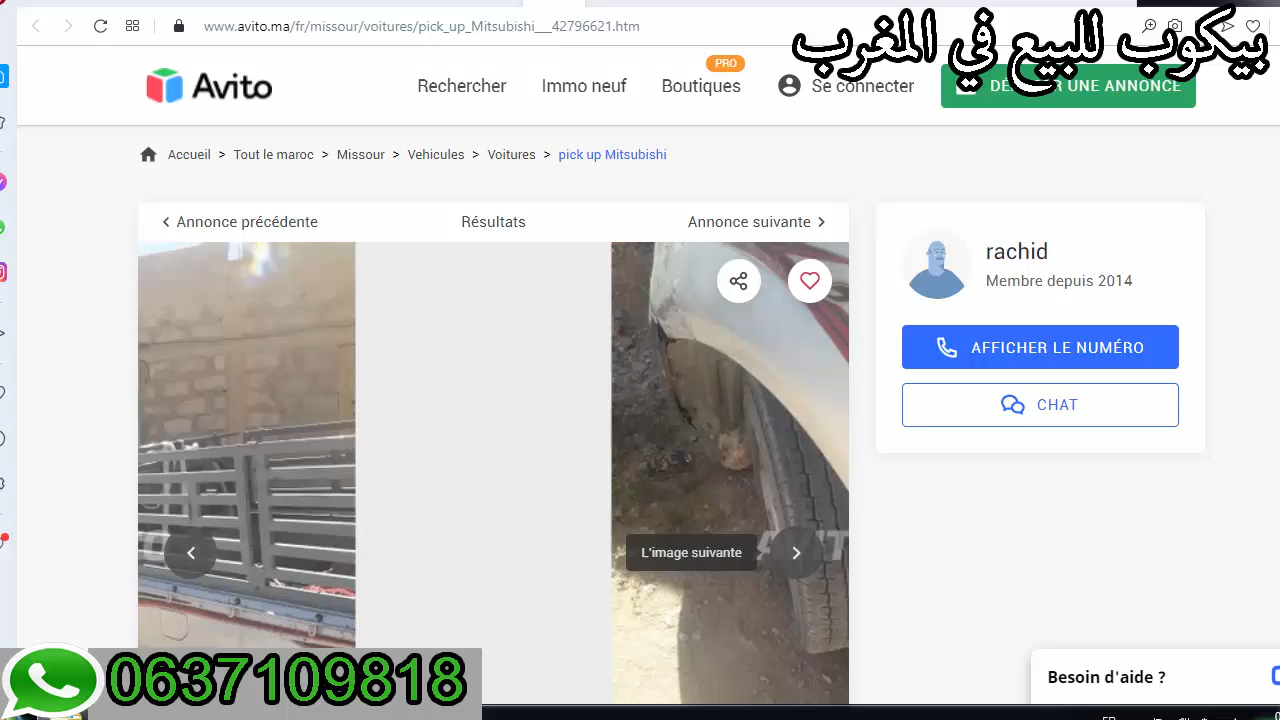 www.avito.ma/fr/missour/voitures/pick_up_Mitsubishi__42796621.htm
بيكوب للبيع في المغرب
Avito
Rechercher
Immo neuf
PRO
Boutiques
Se connecter
UNE ANNONCE
Accueil > Tout le maroc > Missour > Vehicules > Voitures > pick up Mitsubishi
Annonce précédente
Résultats
Annonce suivante
rachid
Membre depuis 2014
AFFICHER LE NUMÉRO
CHAT
L'image suivante
0637109818
Besoin d'aide ?